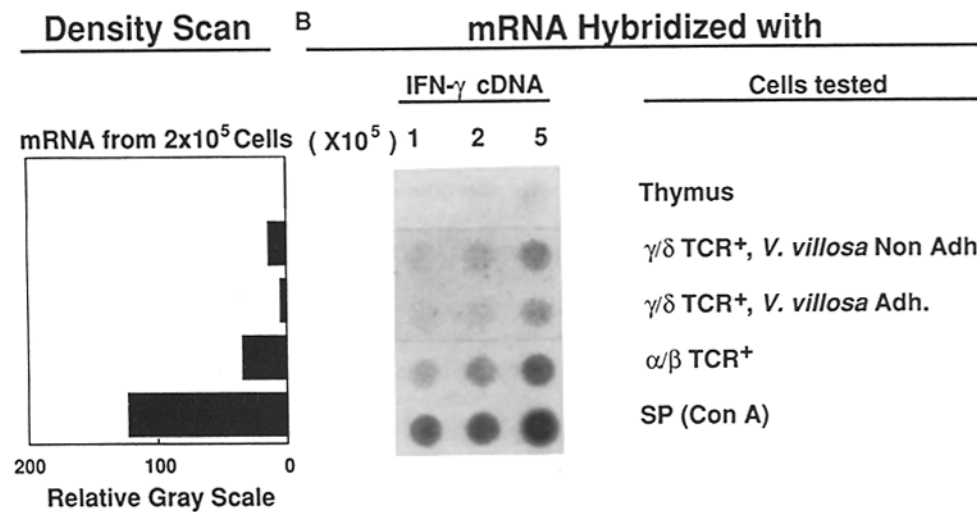 Density Scan
B
mRNA Hybridized with
IFN-γ cDNA
Cells tested
mRNA from 2x10⁵ Cells
( X10⁵ ) 1 2 5
Thymus
γ/δ TCR⁺, V. villosa Non Adh
γ/δ TCR⁺, V. villosa Adh.
α/β TCR⁺
SP (Con A)
200 100 0
Relative Gray Scale